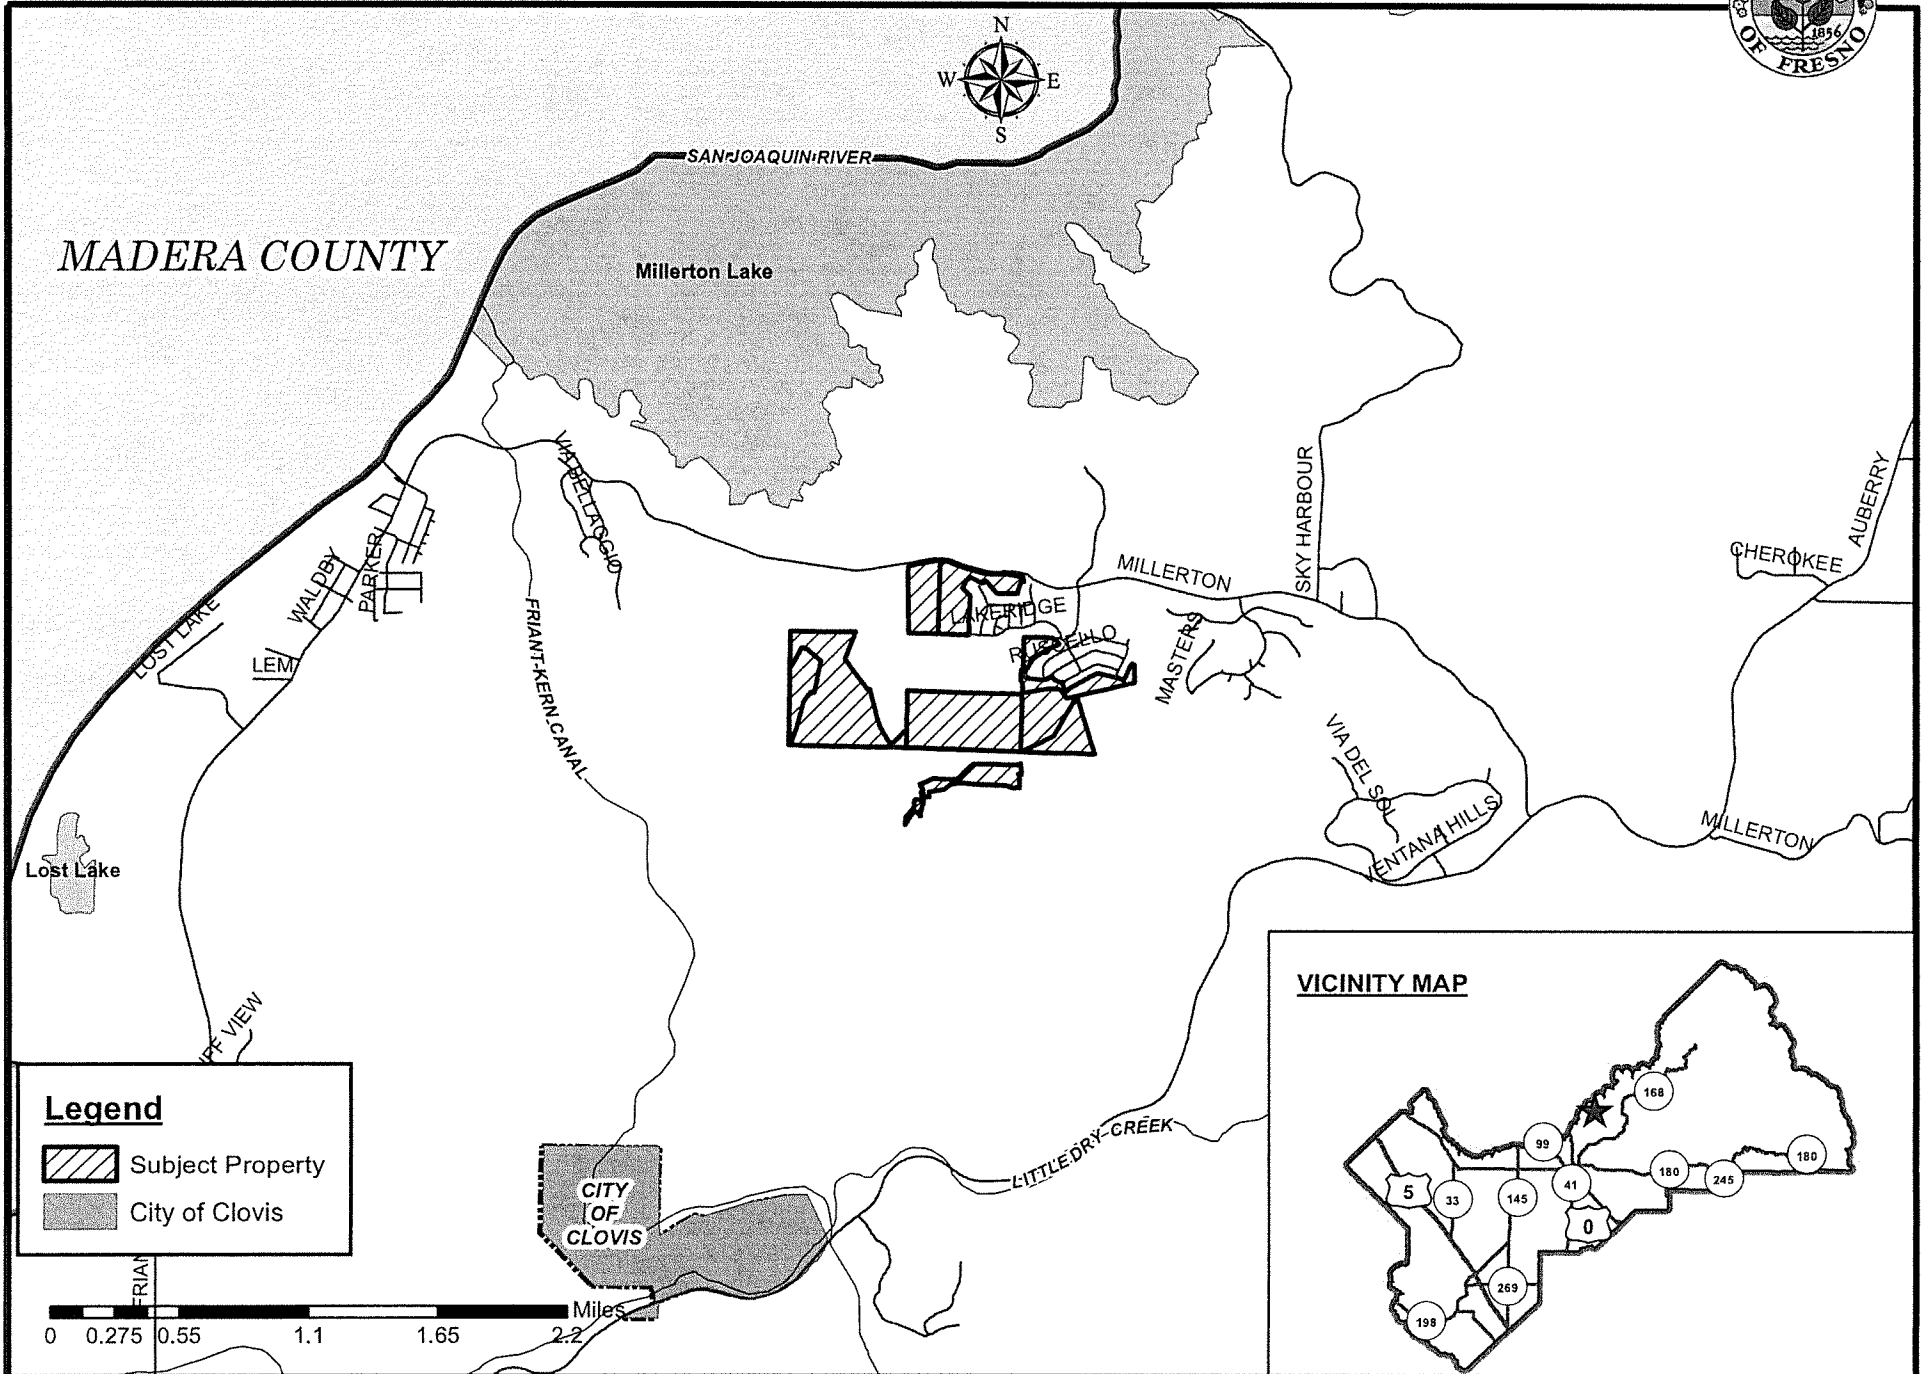 1856
OF FRESNO
N
W E
S
SAN JOAQUIN RIVER
MADERA COUNTY
Millerton Lake
VIA BELLAGGIO
SKY HARBOUR
AUBERRY
CHEROKEE
MILLERTON
WALDBY
PARKER
LAKERIDGE
LOST LAKE
FRIANT-KERN CANAL
MASTERS
LEM
VIA DEL SOL
VENTANA HILLS
MILLERTON
Lost Lake
VICINITY MAP
168
99
180
180
245
41
5
33
145
0
269
198
Legend
Subject Property
City of Clovis
CITY
OF
CLOVIS
LITTLE DRY CREEK
VIEW
FRIAN
Miles
0 0.275 0.55 1.1 1.65 2.2